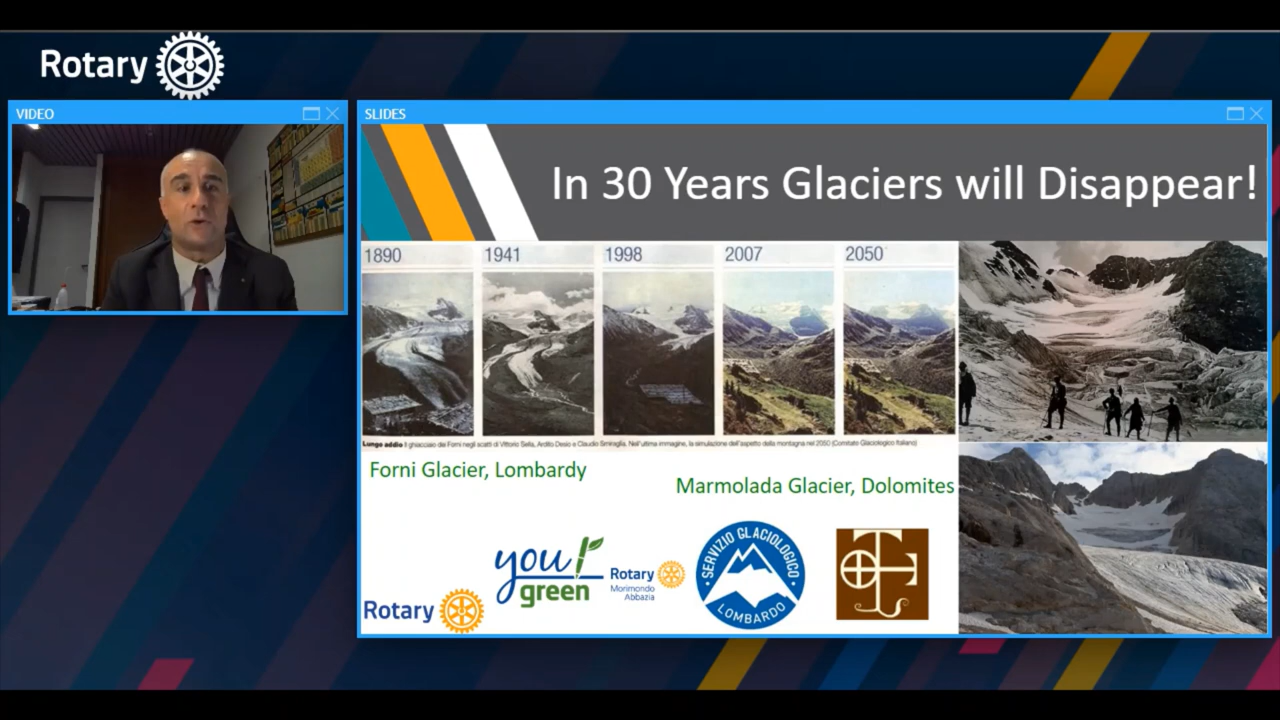 Rotary
VIDEO
SLIDES
In 30 Years Glaciers will Disappear!
1890 1941 1998 2007 2050
Lungo addio Il ghiacciaio dei Forni negli scatti di Vittorio Sella, Ardito Desio e Claudio Smiraglia. Nell'ultima immagine, la simulazione dell'aspetto della montagna nel 2050 (Comitato Glaciologico Italiano)
Forni Glacier, Lombardy
Marmolada Glacier, Dolomites
you
green
Rotary
Morimondo
Abbazia
SERVIZIO GLACIOLOGICO
LOMBARDO
Rotary